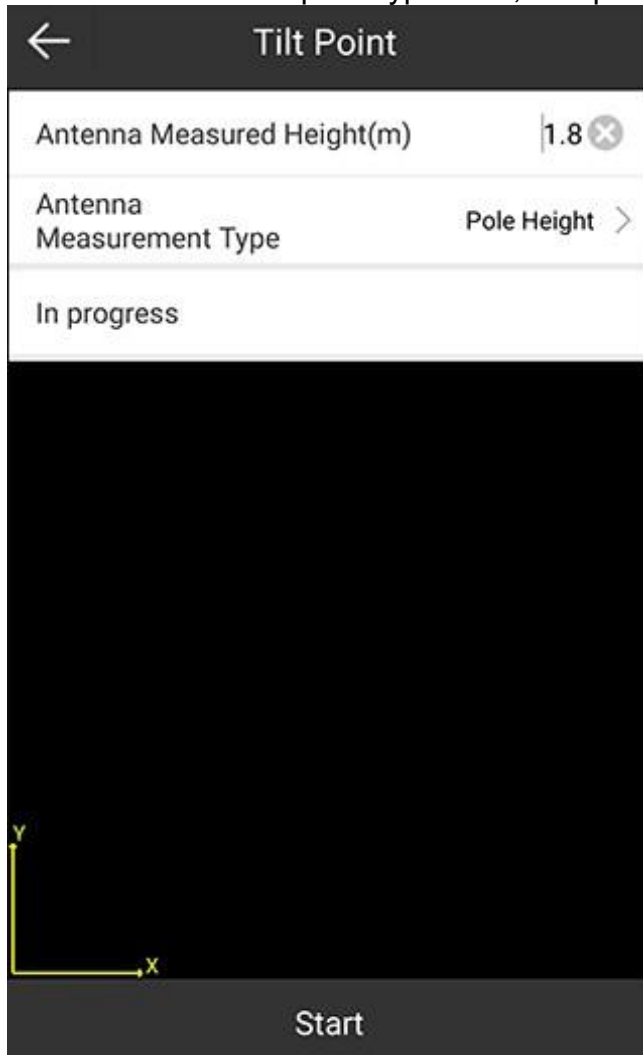 Tilt Point
Antenna Measured Height(m) 1.8
Antenna
Measurement Type
Pole Height
In progress
Y
X
Start